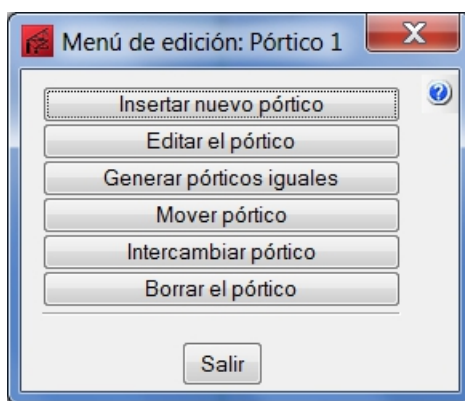 Menú de edición: Pórtico 1
Insertar nuevo pórtico
Editar el pórtico
Generar pórticos iguales
Mover pórtico
Intercambiar pórtico
Borrar el pórtico
Salir